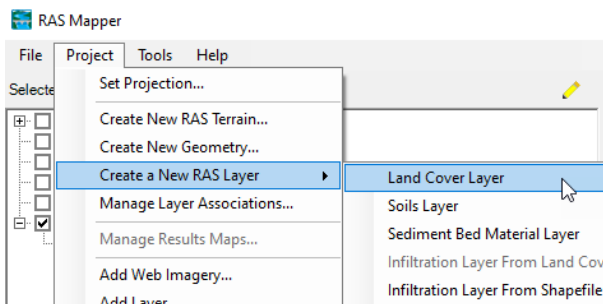 RAS Mapper
File Project Tools Help
Selecte
Set Projection...
Create New RAS Terrain...
Create New Geometry...
Create a New RAS Layer
Land Cover Layer
Manage Layer Associations...
Soils Layer
Manage Results Maps...
Sediment Bed Material Layer
Infiltration Layer From Land Cov
Add Web Imagery...
Infiltration Layer From Shapefile
Add Layer